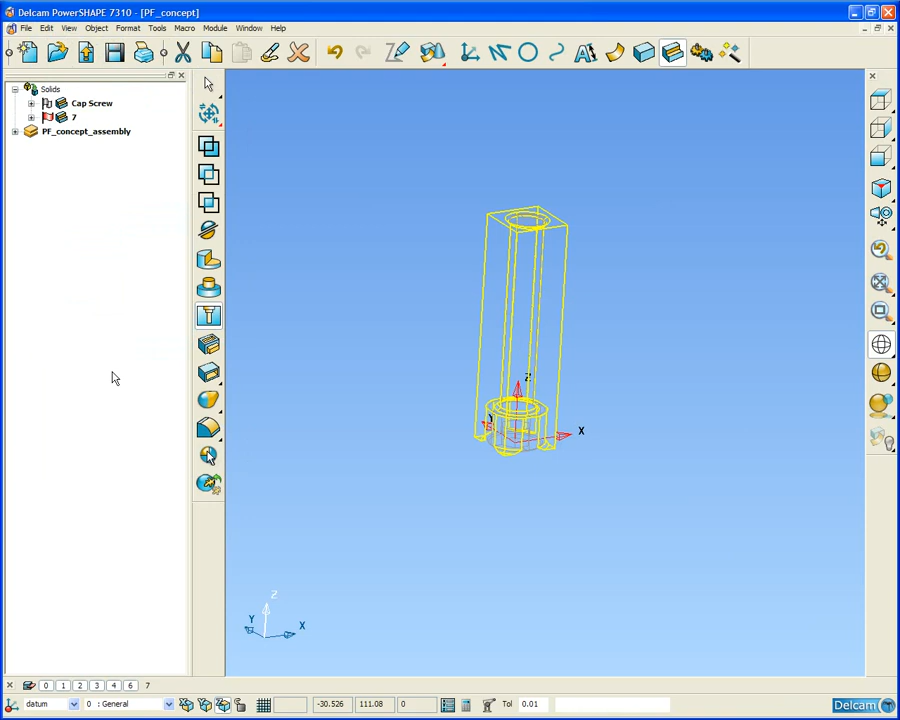 Delcam PowerSHAPE 7310 - [PF_concept]
File Edit View Object Format Tools Macro Module Window Help
Solids
Cap Screw
7
PF_concept_assembly
Z
Y
X
Z
Y
X
0 1 2 3 4 6 7
datum 0 : General -30.526 111.08 0 Tol 0.01 Delcam